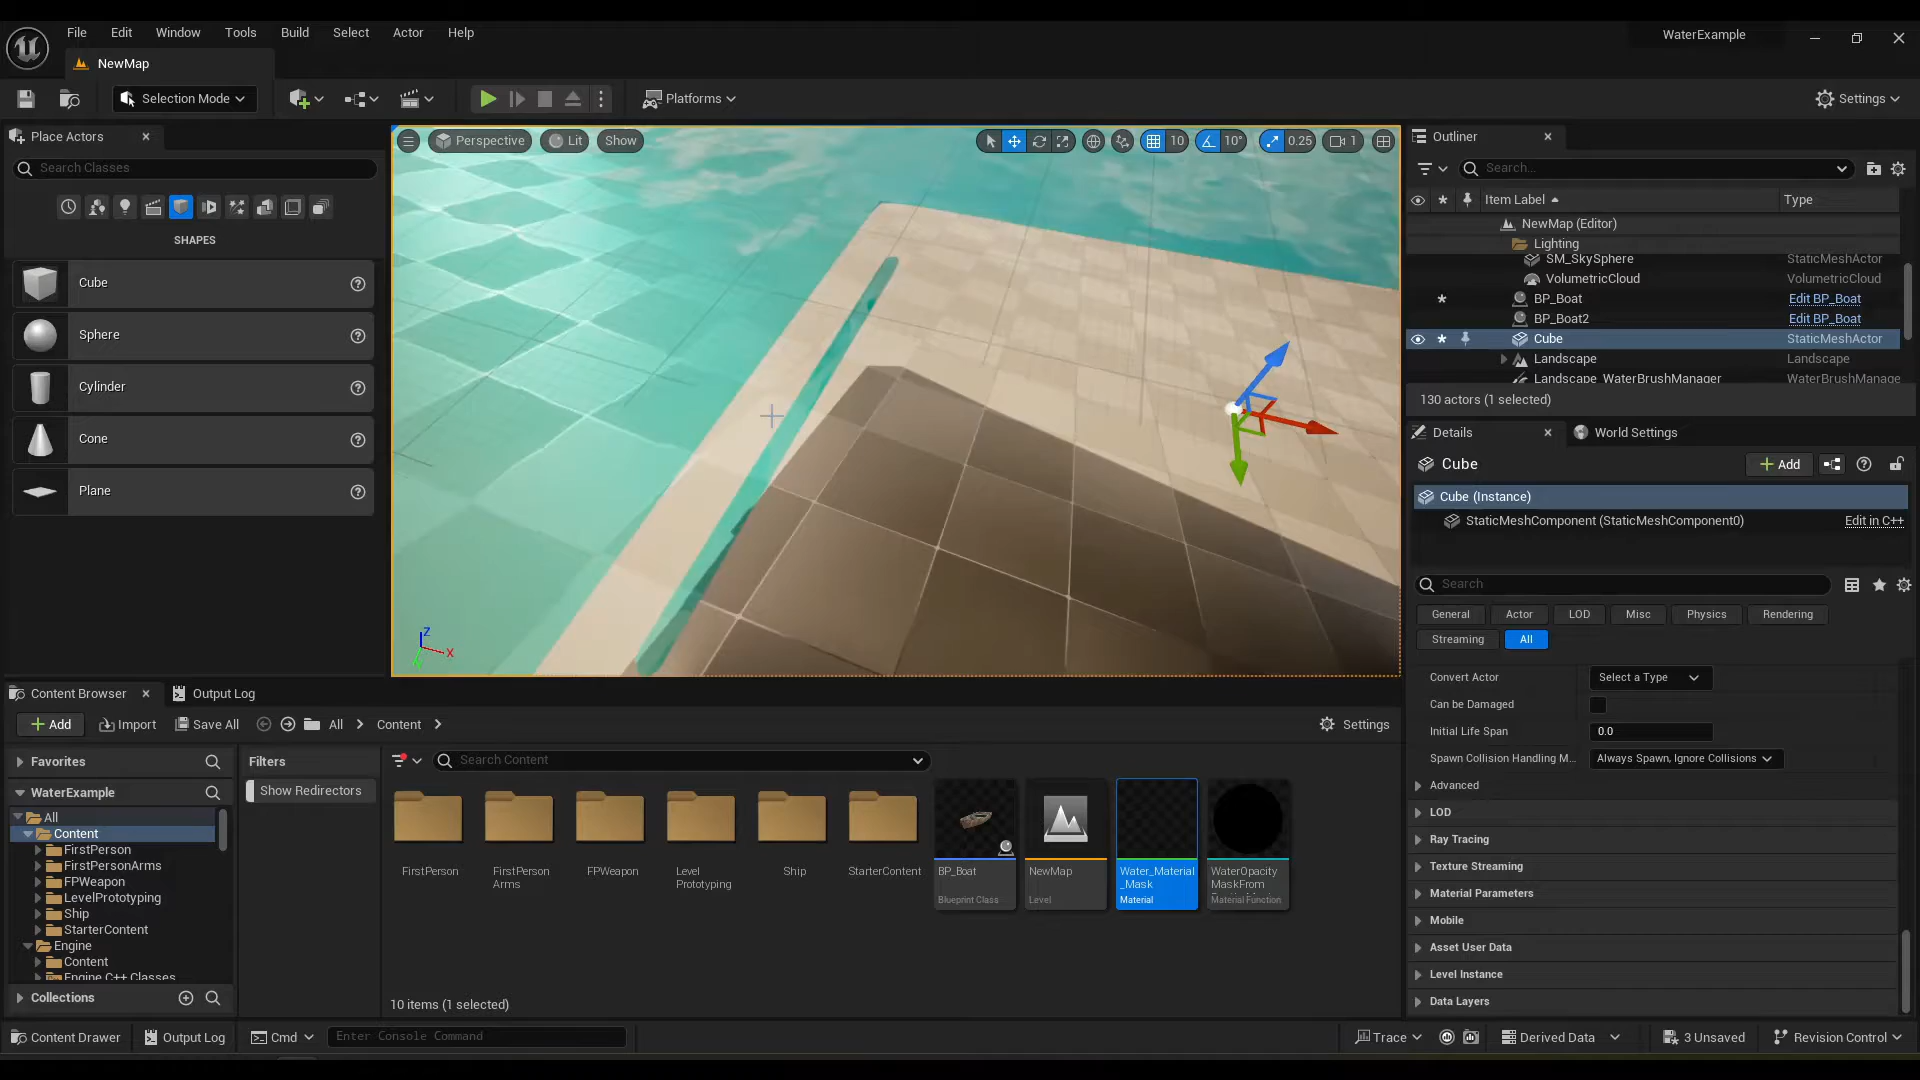 File Edit Window Tools Build Select Actor Help
WaterExample
NewMap
Selection Mode
Platforms
Settings
Place Actors
Search Classes
SHAPES
Cube
Sphere
Cylinder
Cone
Plane
Perspective Lit Show
10 10° 0.25 1
Z
X
Outliner
Search...
Item Label Type
NewMap (Editor)
Lighting
SM_SkySphere StaticMeshActor
VolumetricCloud VolumetricCloud
BP_Boat Edit BP_Boat
BP_Boat2 Edit BP_Boat
Cube StaticMeshActor
Landscape Landscape
Landscape_WaterBrushManager WaterBrushManage
130 actors (1 selected)
Details World Settings
Cube
Add
Cube (Instance)
StaticMeshComponent (StaticMeshComponent0) Edit in C++
Search
General Actor LOD Misc Physics Rendering
Streaming All
Convert Actor Select a Type
Can be Damaged
Initial Life Span 0.0
Spawn Collision Handling M... Always Spawn, Ignore Collisions
Advanced
LOD
Ray Tracing
Texture Streaming
Material Parameters
Mobile
Asset User Data
Level Instance
Data Layers
Content Browser Output Log
Add Import Save All All Content Settings
Favorites
WaterExample
All
Content
FirstPerson
FirstPersonArms
FPWeapon
LevelPrototyping
Ship
StarterContent
Engine
Content
Engine C++ Classes
Collections
Filters
Show Redirectors
Search Content
FirstPerson
FirstPerson
Arms
FPWeapon
Level
Prototyping
Ship
StarterContent
BP_Boat
Blueprint Class
NewMap
Level
Water_Material
_Mask
Material
WaterOpacity
MaskFrom
Material Function
10 items (1 selected)
Content Drawer Output Log Cmd Enter Console Command Trace Derived Data 3 Unsaved Revision Control